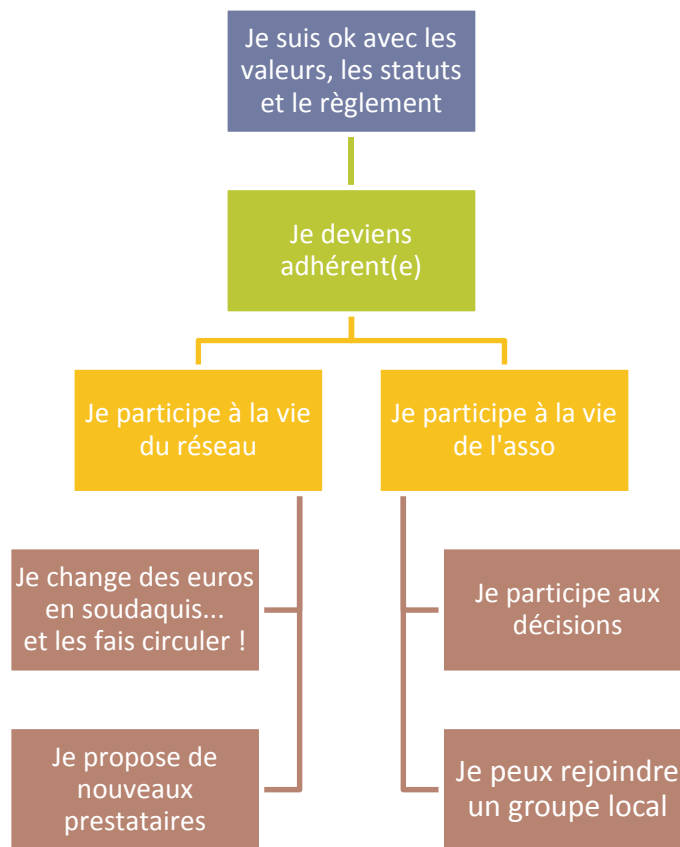 Je suis ok avec les
valeurs, les statuts
et le règlement
Je deviens
adhérent(e)
Je participe à la vie
du réseau
Je participe à la vie
de l'asso
Je change des euros
en soudaquis...
et les fais circuler !
Je participe aux
décisions
Je propose de
nouveaux
prestataires
Je peux rejoindre
un groupe local